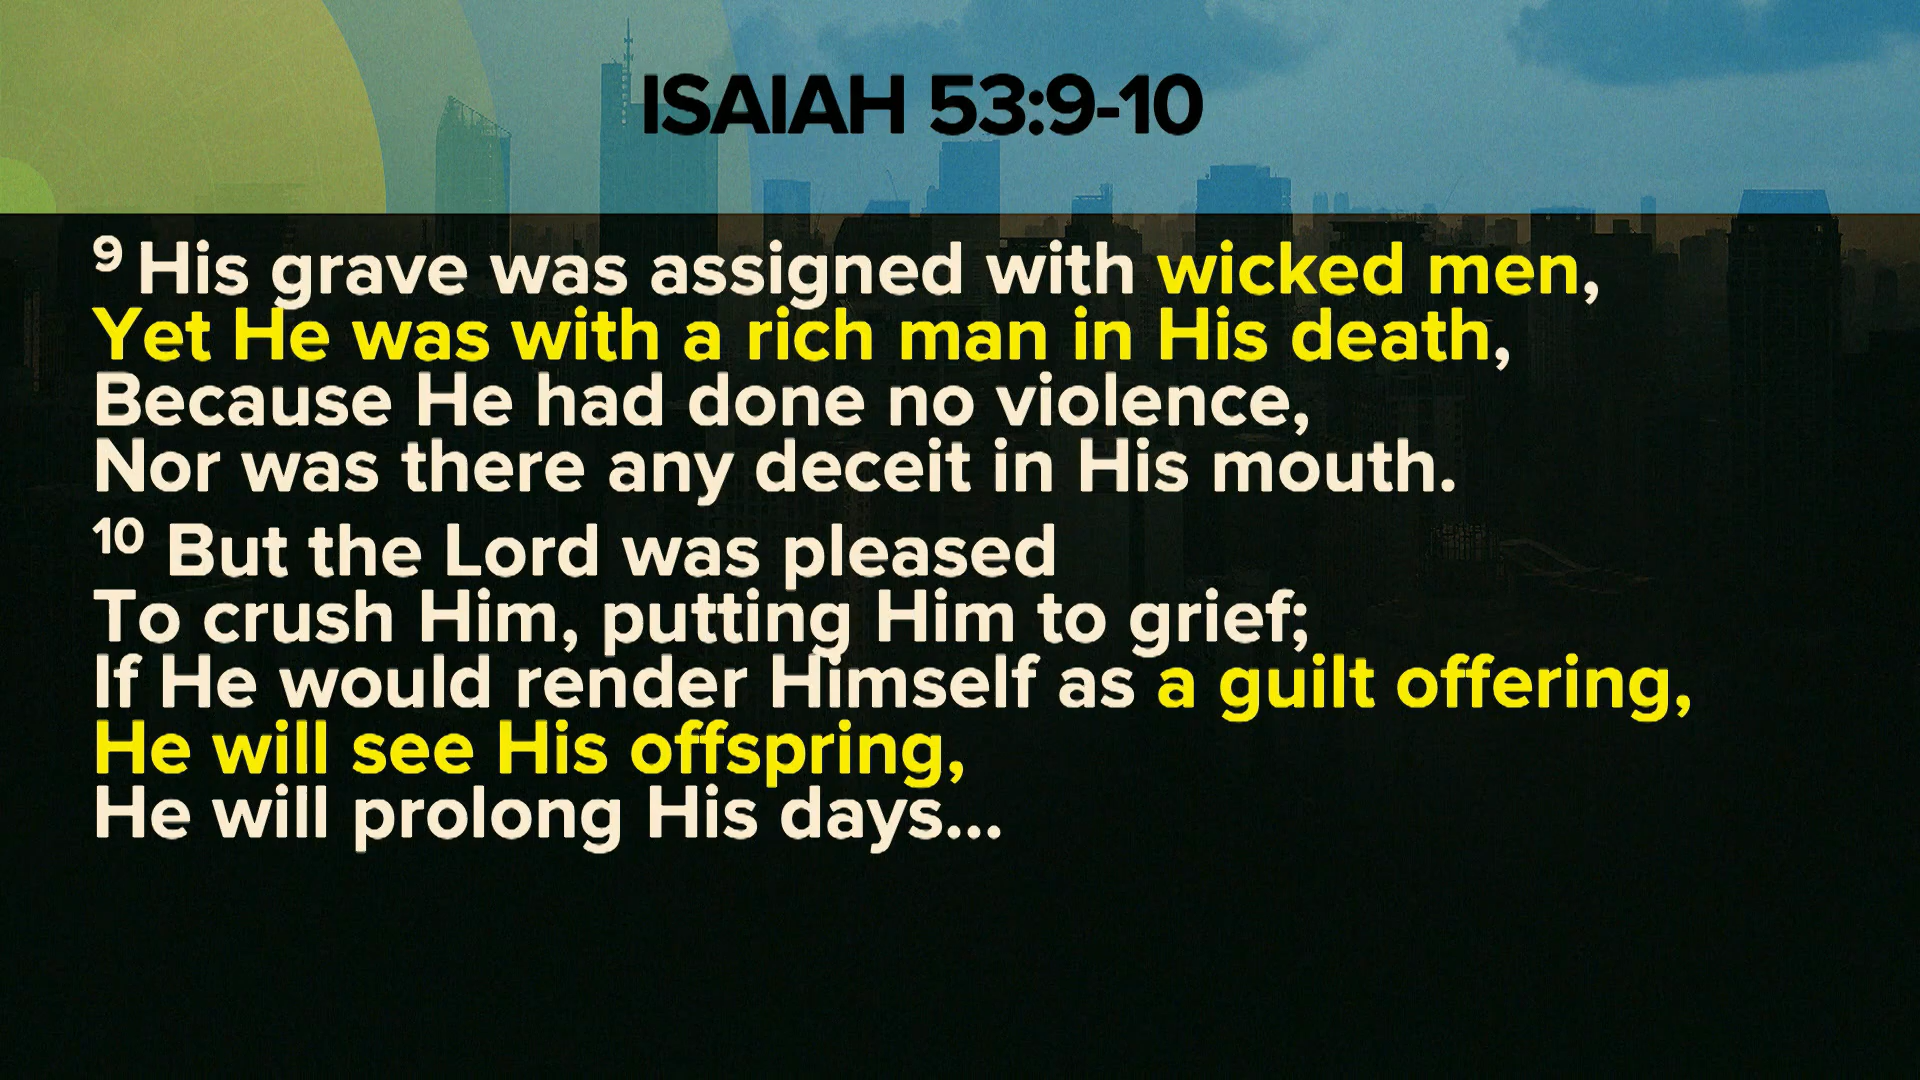 ISAIAH 53:9-10
9 His grave was assigned with wicked men,
Yet He was with a rich man in His death,
Because He had done no violence,
Nor was there any deceit in His mouth.
10 But the Lord was pleased
To crush Him, putting Him to grief;
If He would render Himself as a guilt offering,
He will see His offspring,
He will prolong His days...